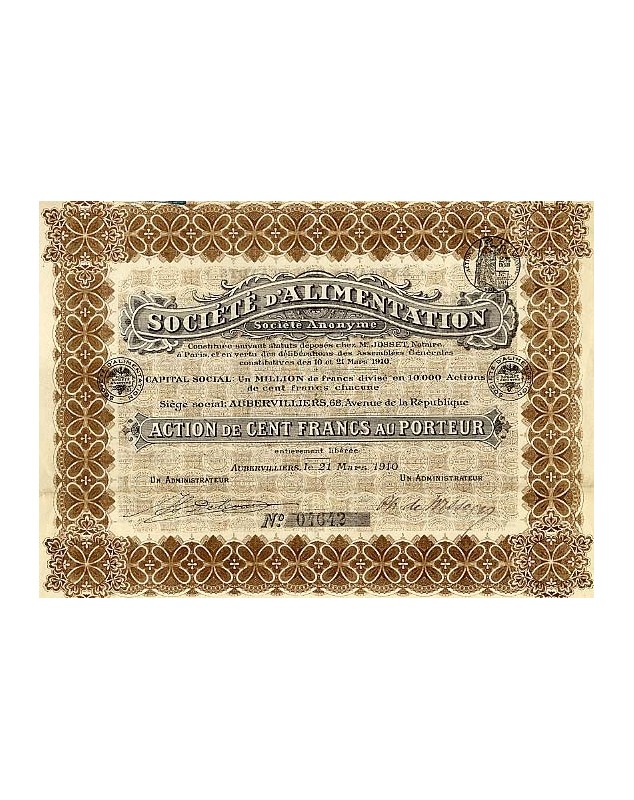 SOCIÉTÉ D'ALIMENTATION
Société Anonyme
Constituée suivant statuts déposés chez Me JOSSET, Notaire,
à Paris, et en vertu des délibérations des Assemblées Générales
constitutives des 10 et 21 Mars 1910.
CAPITAL SOCIAL: Un MILLION de francs divisé en 10.000 Actions
de cent francs chacune
Siège social: AUBERVILLIERS, 68, Avenue de la République
ACTION DE CENT FRANCS AU PORTEUR
entièrement libérée
AUBERVILLIERS, le 21 Mars 1910
UN ADMINISTRATEUR UN ADMINISTRATEUR
No 07642